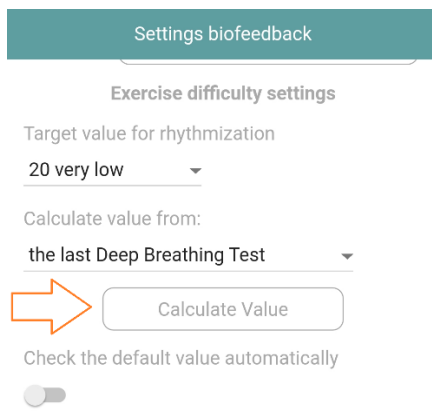 Settings biofeedback
Exercise difficulty settings
Target value for rhythmization
20 very low
Calculate value from:
the last Deep Breathing Test
Calculate Value
Check the default value automatically